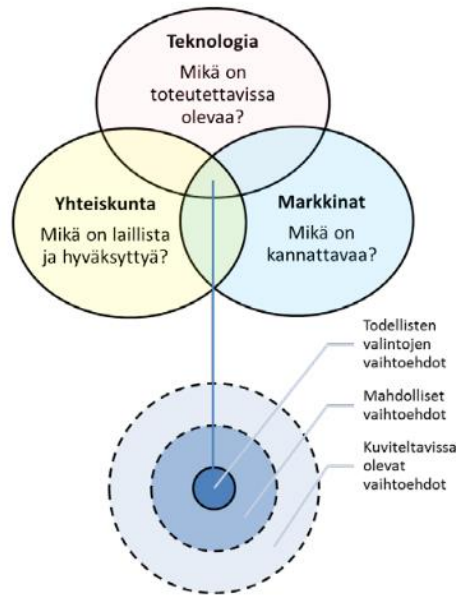 Teknologia
Mikä on
toteutettavissa
olevaa?
Yhteiskunta
Mikä on laillista
ja hyväksyttyä?
Markkinat
Mikä on
kannattavaa?
Todellisten
valintojen
vaihtoehdot
Mahdolliset
vaihtoehdot
Kuviteltavissa
olevat
vaihtoehdot